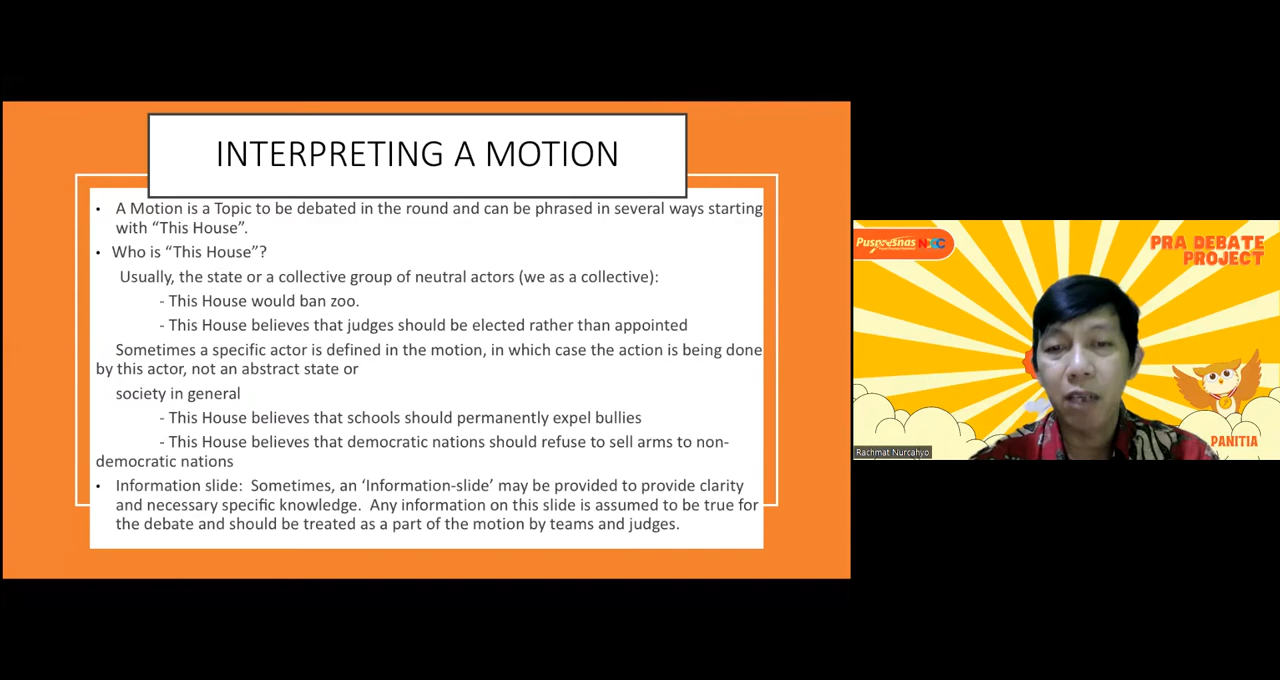 INTERPRETING A MOTION
• A Motion is a Topic to be debated in the round and can be phrased in several ways starting
with “This House”.
• Who is “This House”?
Usually, the state or a collective group of neutral actors (we as a collective):
- This House would ban zoo.
- This House believes that judges should be elected rather than appointed
Sometimes a specific actor is defined in the motion, in which case the action is being done
by this actor, not an abstract state or
society in general
- This House believes that schools should permanently expel bullies
- This House believes that democratic nations should refuse to sell arms to non-
democratic nations
• Information slide: Sometimes, an ‘Information-slide’ may be provided to provide clarity
and necessary specific knowledge. Any information on this slide is assumed to be true for
the debate and should be treated as a part of the motion by teams and judges.
Puspresnas
PRA DEBATE
PROJECT
PANITIA
Rachmat Nurcahyo